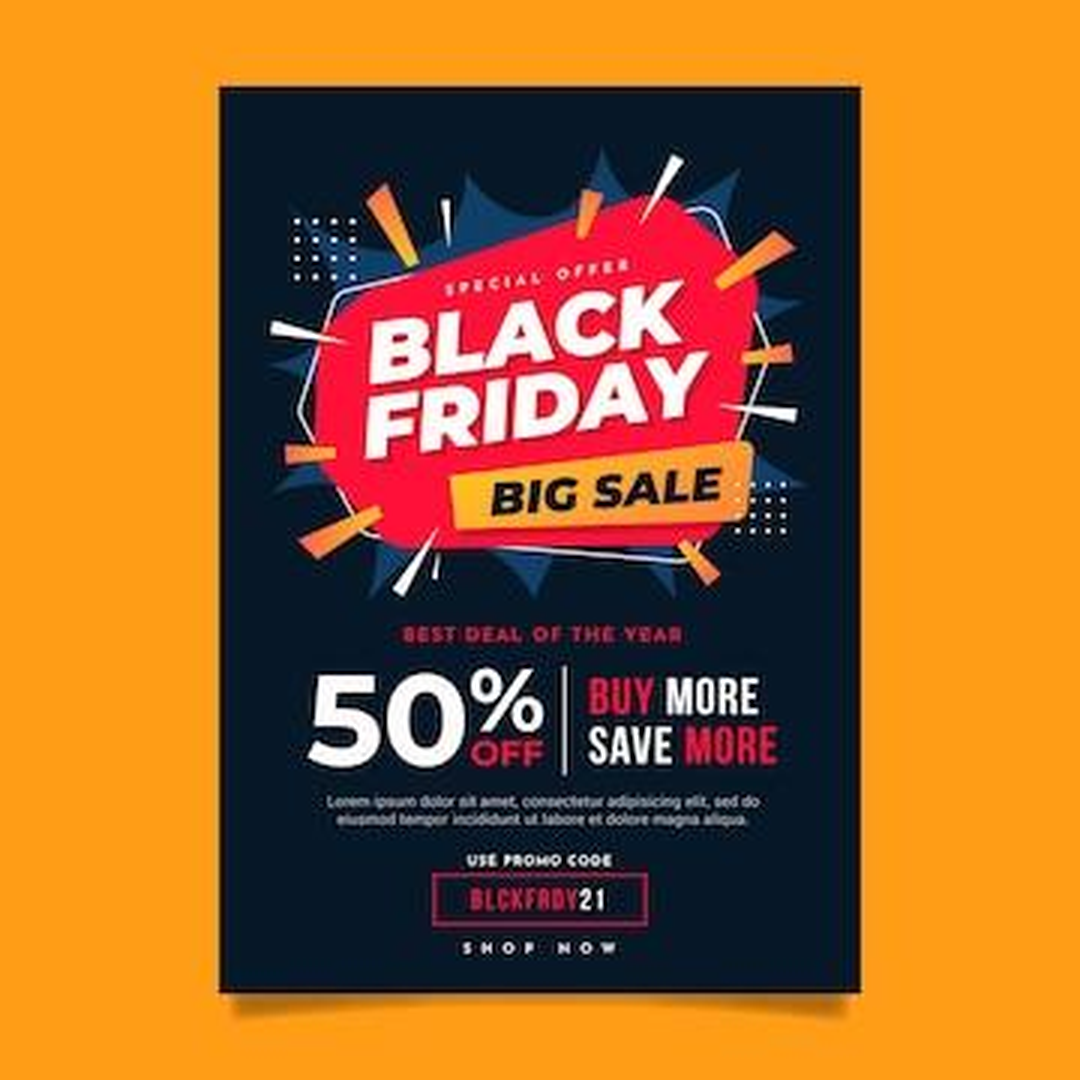 SPECIAL OFFER
BLACK
FRIDAY
BIG SALE
BEST DEAL OF THE YEAR
50% OFF
BUY MORE
SAVE MORE
Lorem ipsum dolor sit amet, consectetur adipisicing elit, sed do
eiusmod tempor incididunt ut labore et dolore magna aliqua.
USE PROMO CODE
BLCKFRDY21
SHOP NOW